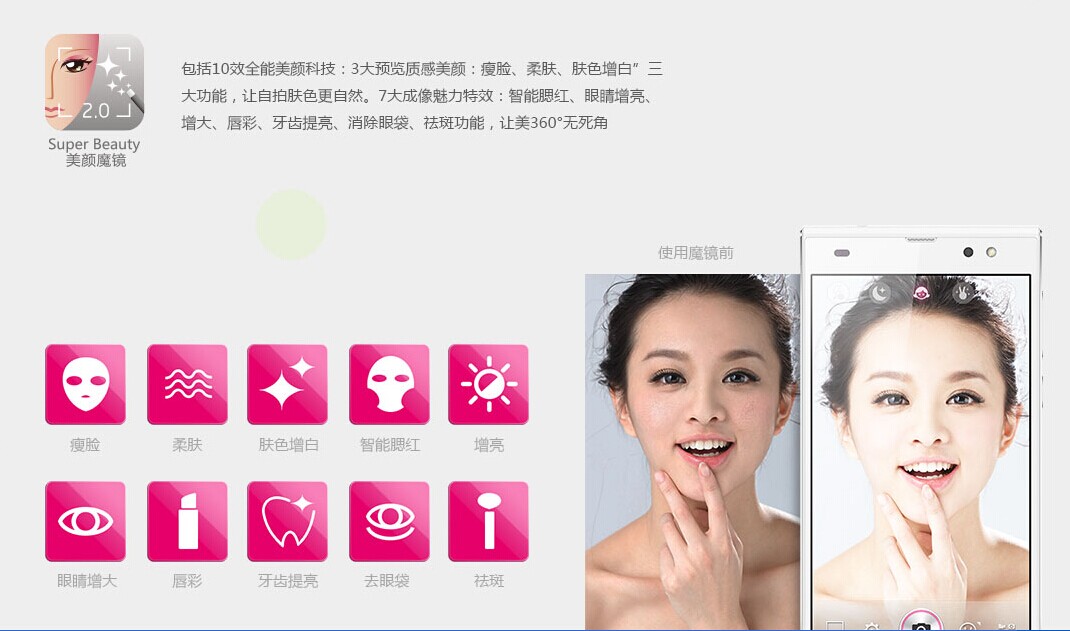 2.0
Super Beauty
美颜魔镜
包括10效全能美颜科技：3大预览质感美颜：瘦脸、柔肤、肤色增白”三
大功能，让自拍肤色更自然。7大成像魅力特效：智能腮红、眼睛增亮、
增大、唇彩、牙齿提亮、消除眼袋、祛斑功能，让美360°无死角
使用魔镜前
瘦脸
柔肤
肤色增白
智能腮红
增亮
眼睛增大
唇彩
牙齿提亮
去眼袋
祛斑